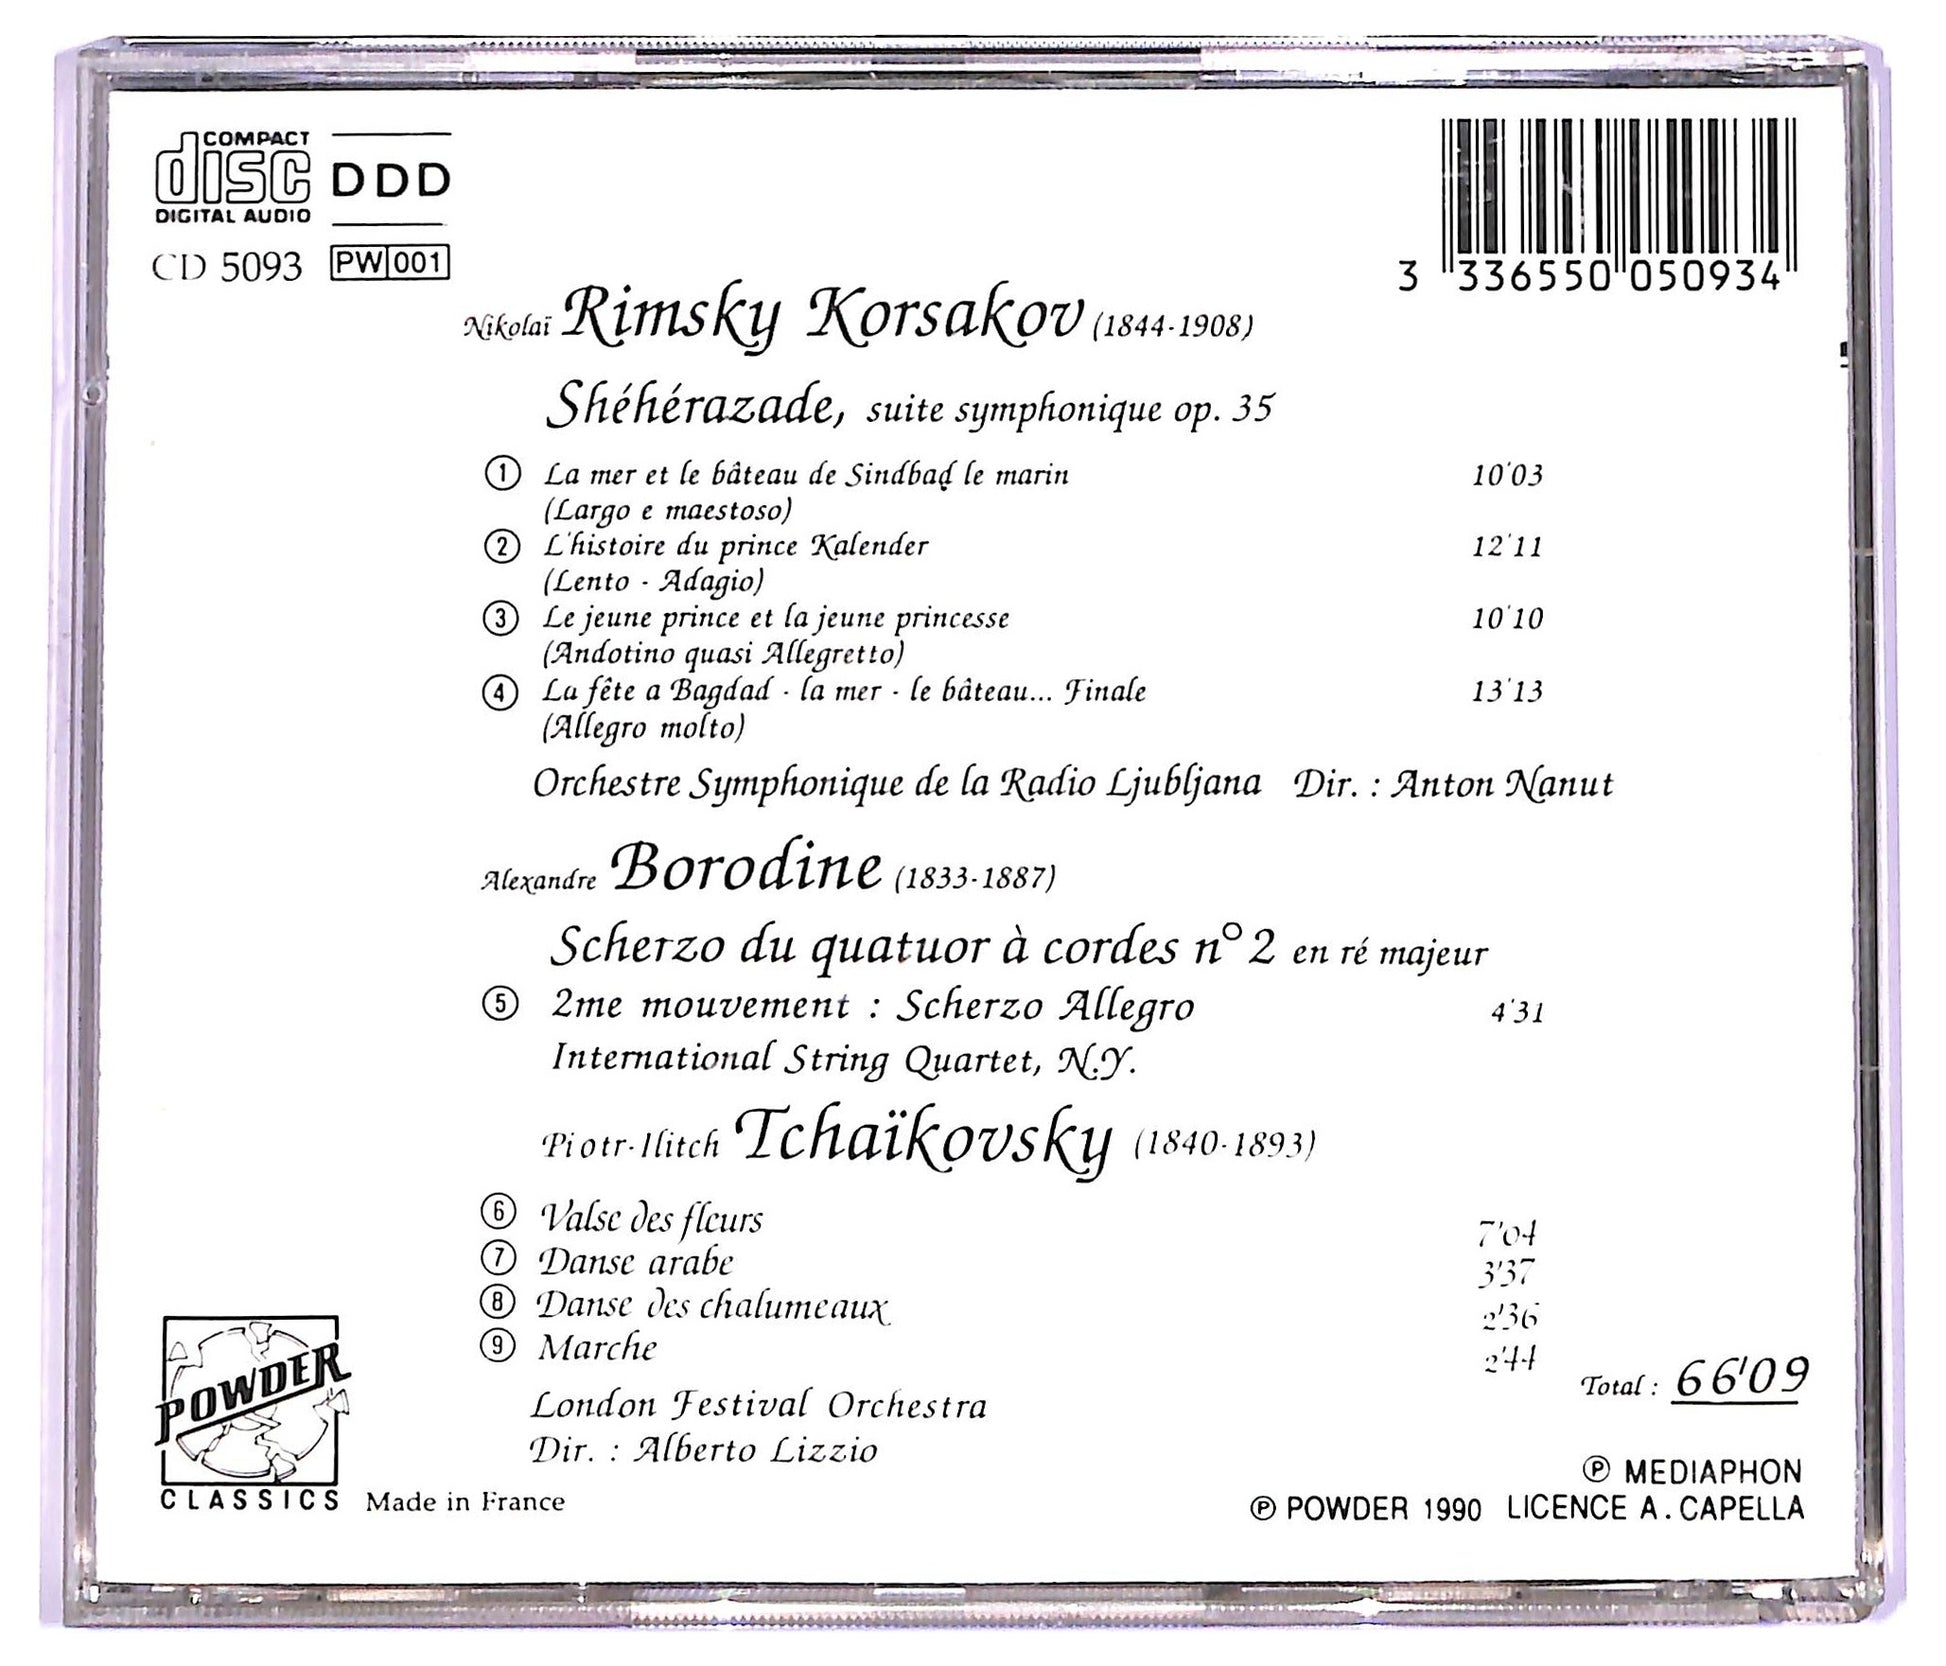 COMPACT
disc
DIGITAL AUDIO
DDD
CD 5093 PW 001
3 336550 050934
Nikolaï Rimsky Korsakov (1844-1908)
Shéhérazade, suite symphonique op. 35
1 La mer et le bâteau de Sindbad le marin 10'03
(Largo e maestoso)
2 L'histoire du prince Kalender 12'11
(Lento - Adagio)
3 Le jeune prince et la jeune princesse 10'10
(Andotino quasi Allegretto)
4 La fête a Bagdad - la mer - le bâteau... Finale 13'13
(Allegro molto)
Orchestre Symphonique de la Radio Ljubljana Dir. : Anton Nanut
Alexandre Borodine (1833-1887)
Scherzo du quatuor à cordes n° 2 en ré majeur
5 2me mouvement : Scherzo Allegro 4'31
International String Quartet, N.Y.
Piotr-Ilitch Tchaïkovsky (1840-1893)
6 Valse des fleurs 7'04
7 Danse arabe 3'37
8 Danse des chalumeaux 2'36
9 Marche 2'44
Total : 66'09
London Festival Orchestra
Dir. : Alberto Lizzio
POWDER
CLASSICS
Made in France
Ⓟ MEDIAPHON
Ⓟ POWDER 1990 LICENCE A. CAPELLA